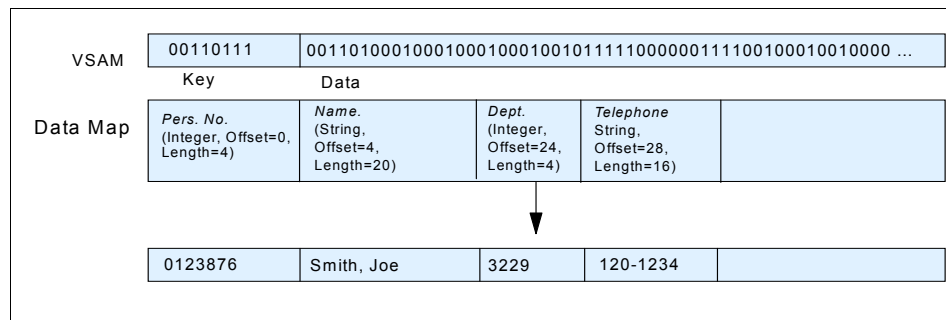 VSAM
00110111
0011010001000100010001001011111000000111100100010010000 ...
Key
Data
Data Map
Pers. No.
(Integer, Offset=0,
Length=4)
Name.
(String,
Offset=4,
Length=20)
Dept.
(Integer,
Offset=24,
Length=4)
Telephone
String,
Offset=28,
Length=16)
0123876
Smith, Joe
3229
120-1234